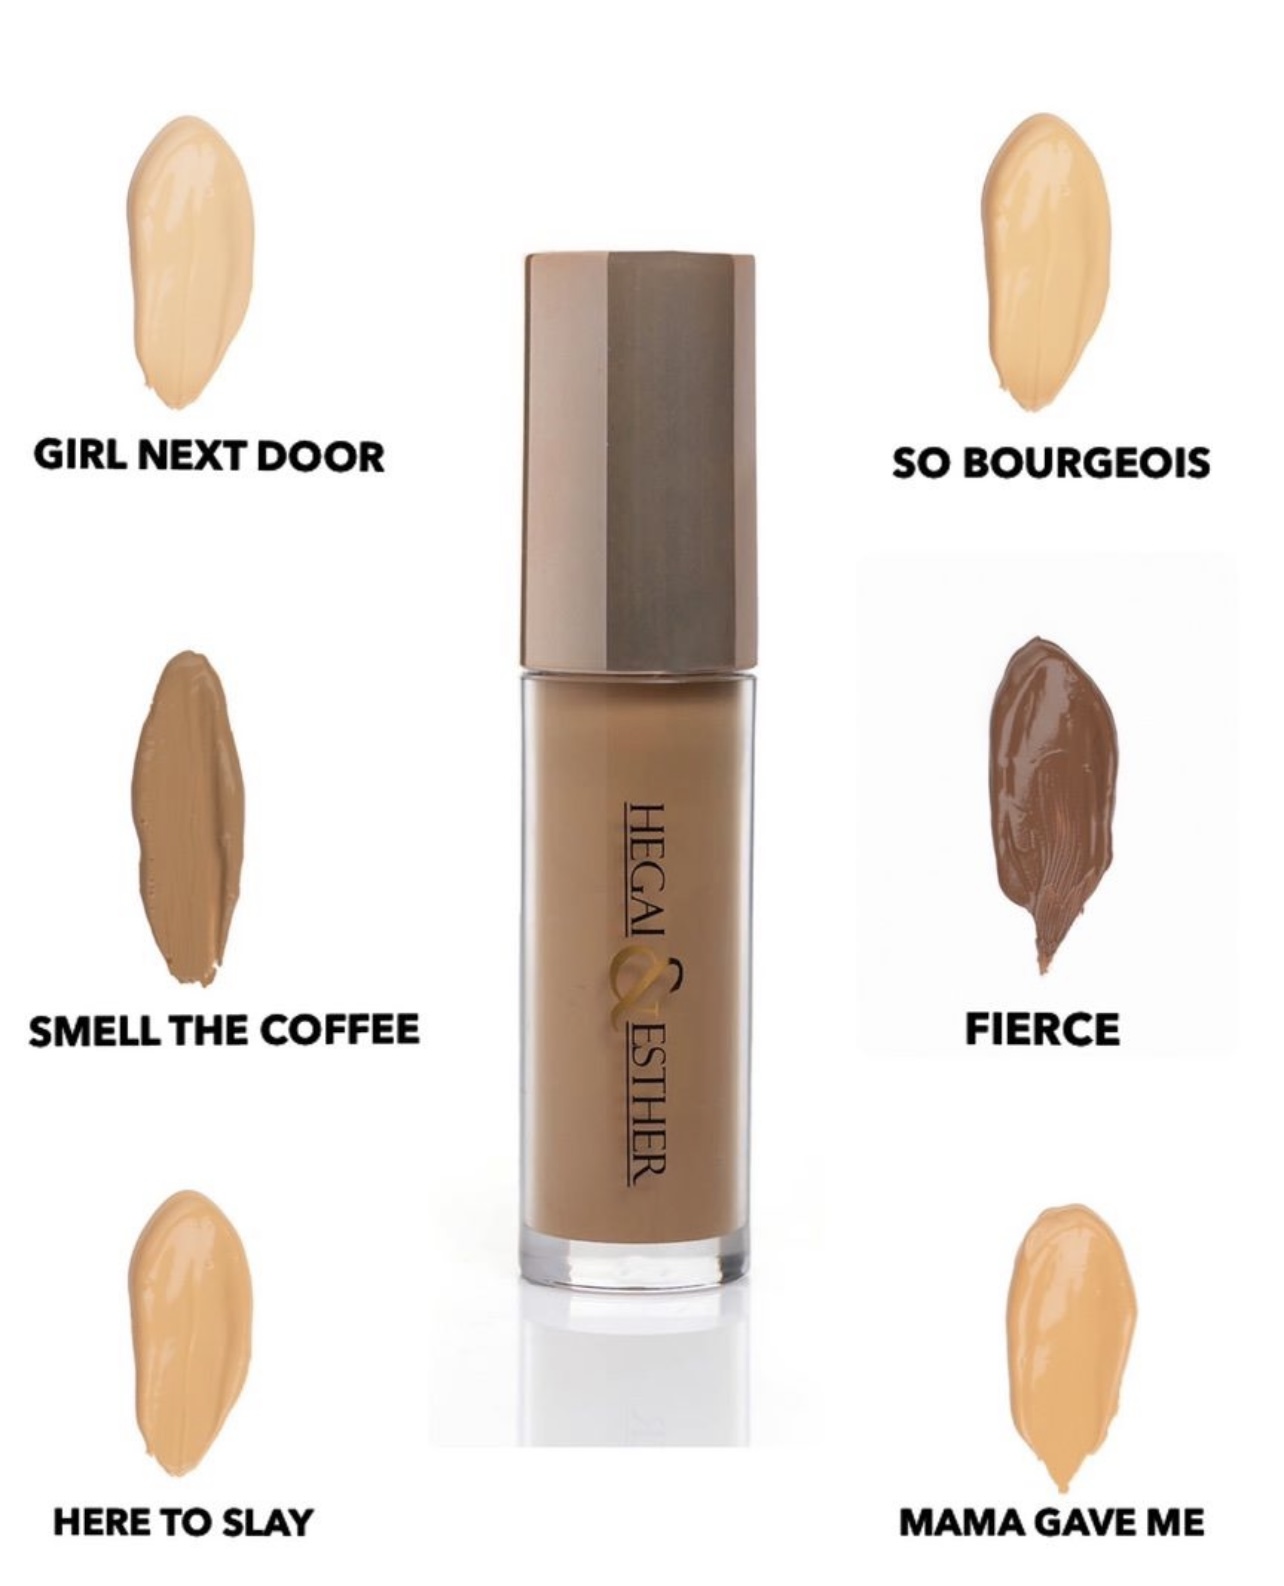 GIRL NEXT DOOR
SO BOURGEOIS
HEGAI & ESTHER
SMELL THE COFFEE
FIERCE
HERE TO SLAY
MAMA GAVE ME